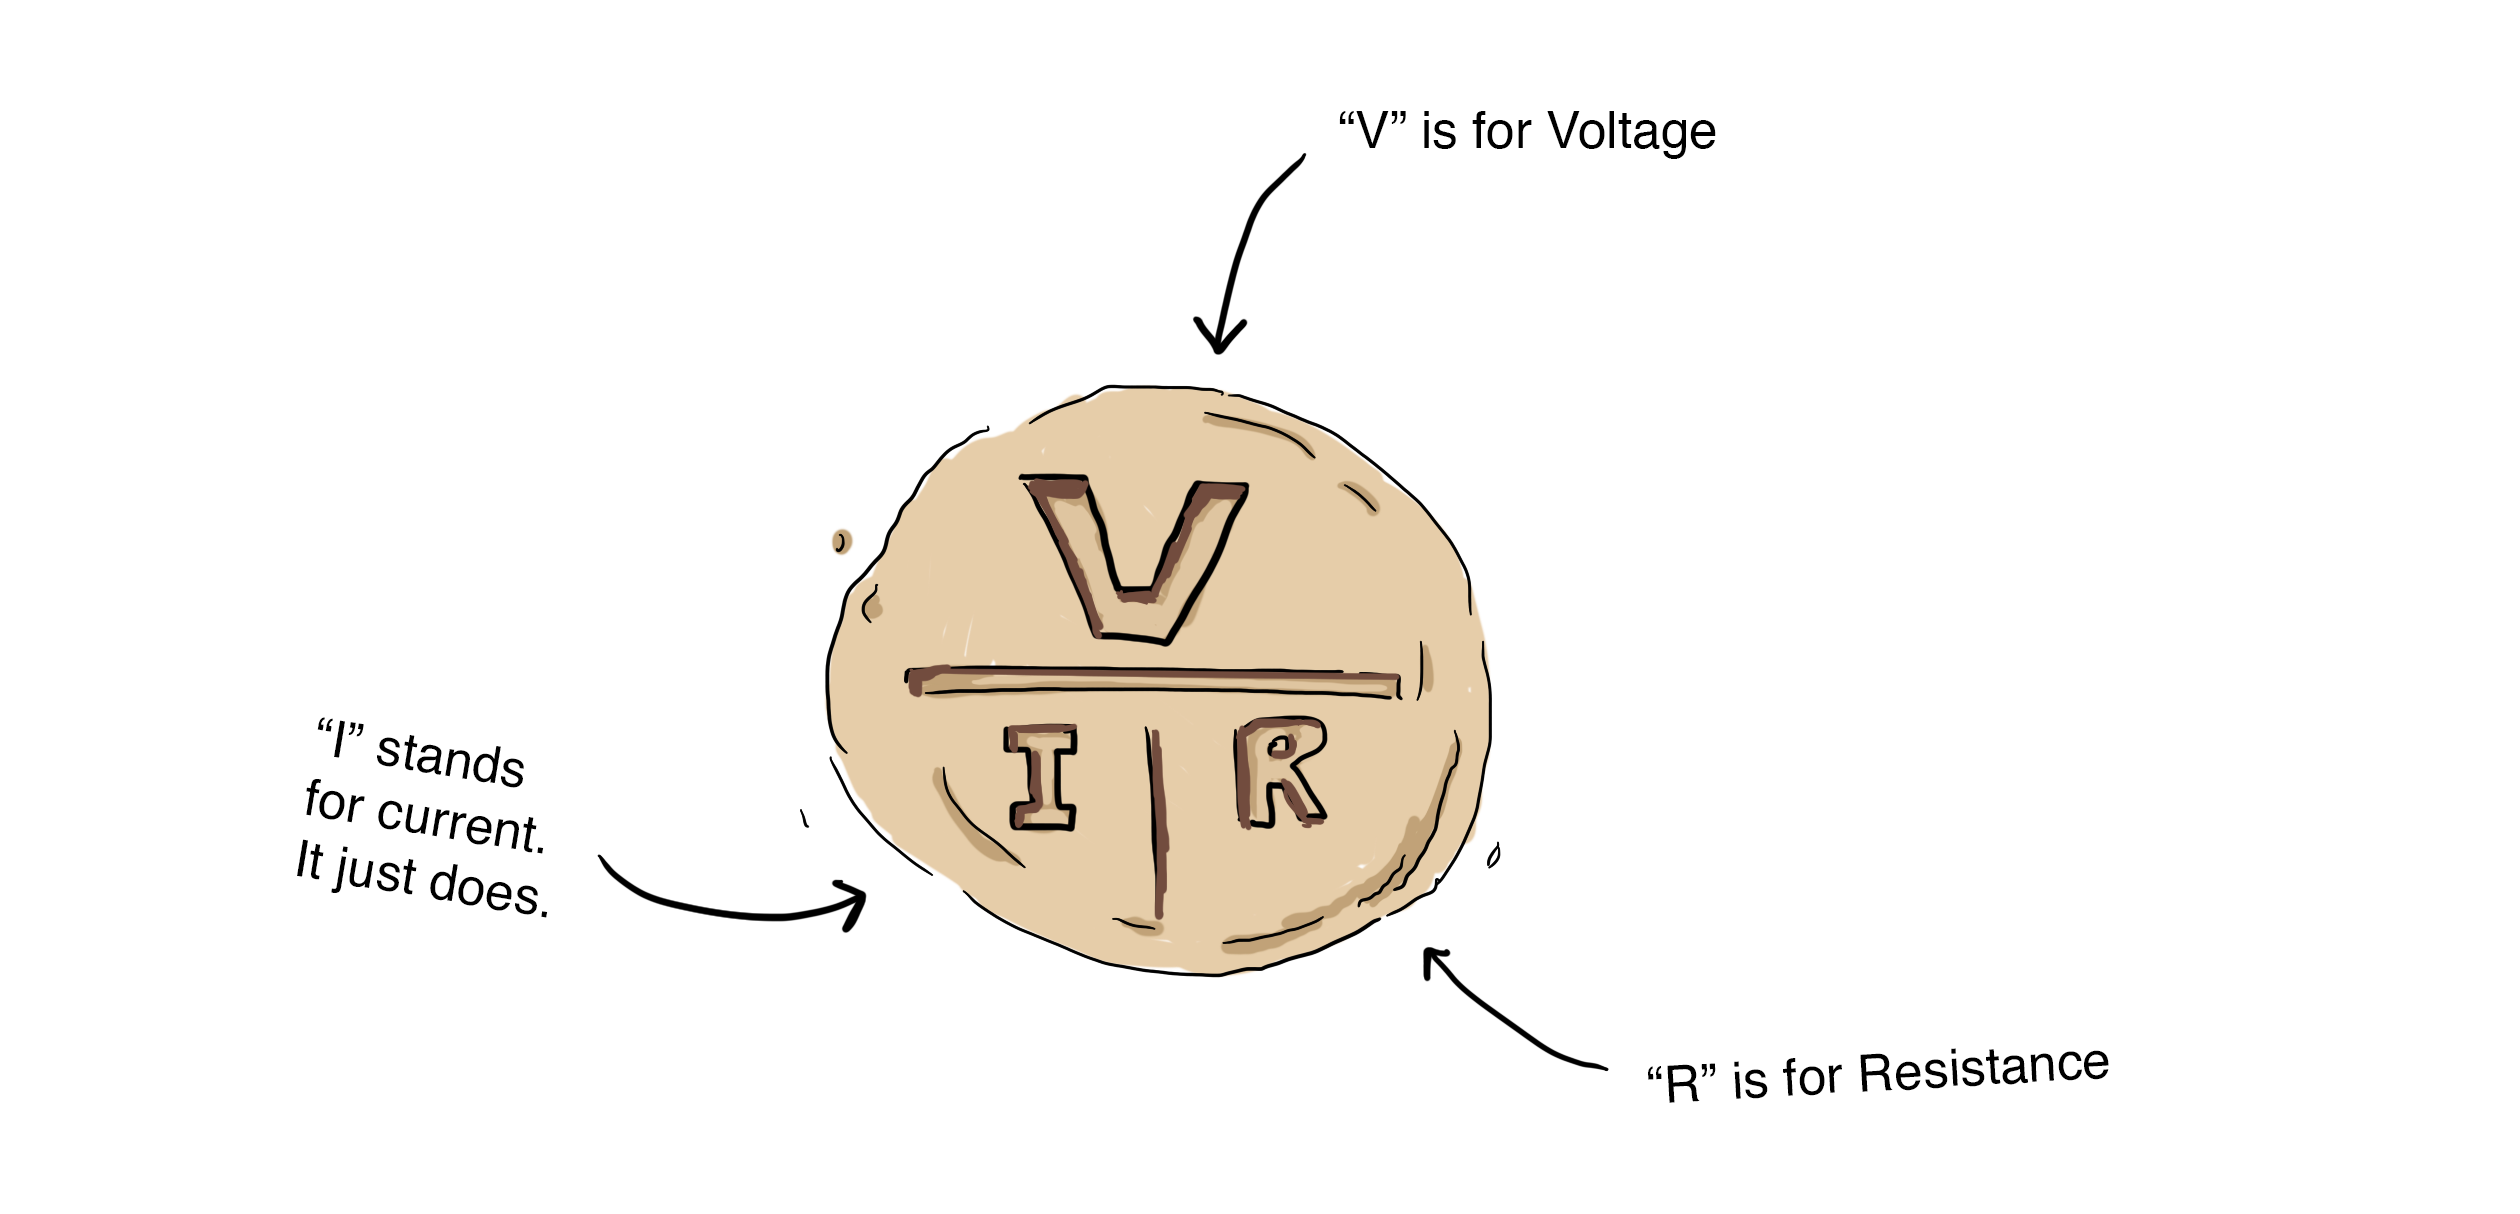 “V” is for Voltage
V
I R
“I” stands
for current.
It just does.
“R” is for Resistance